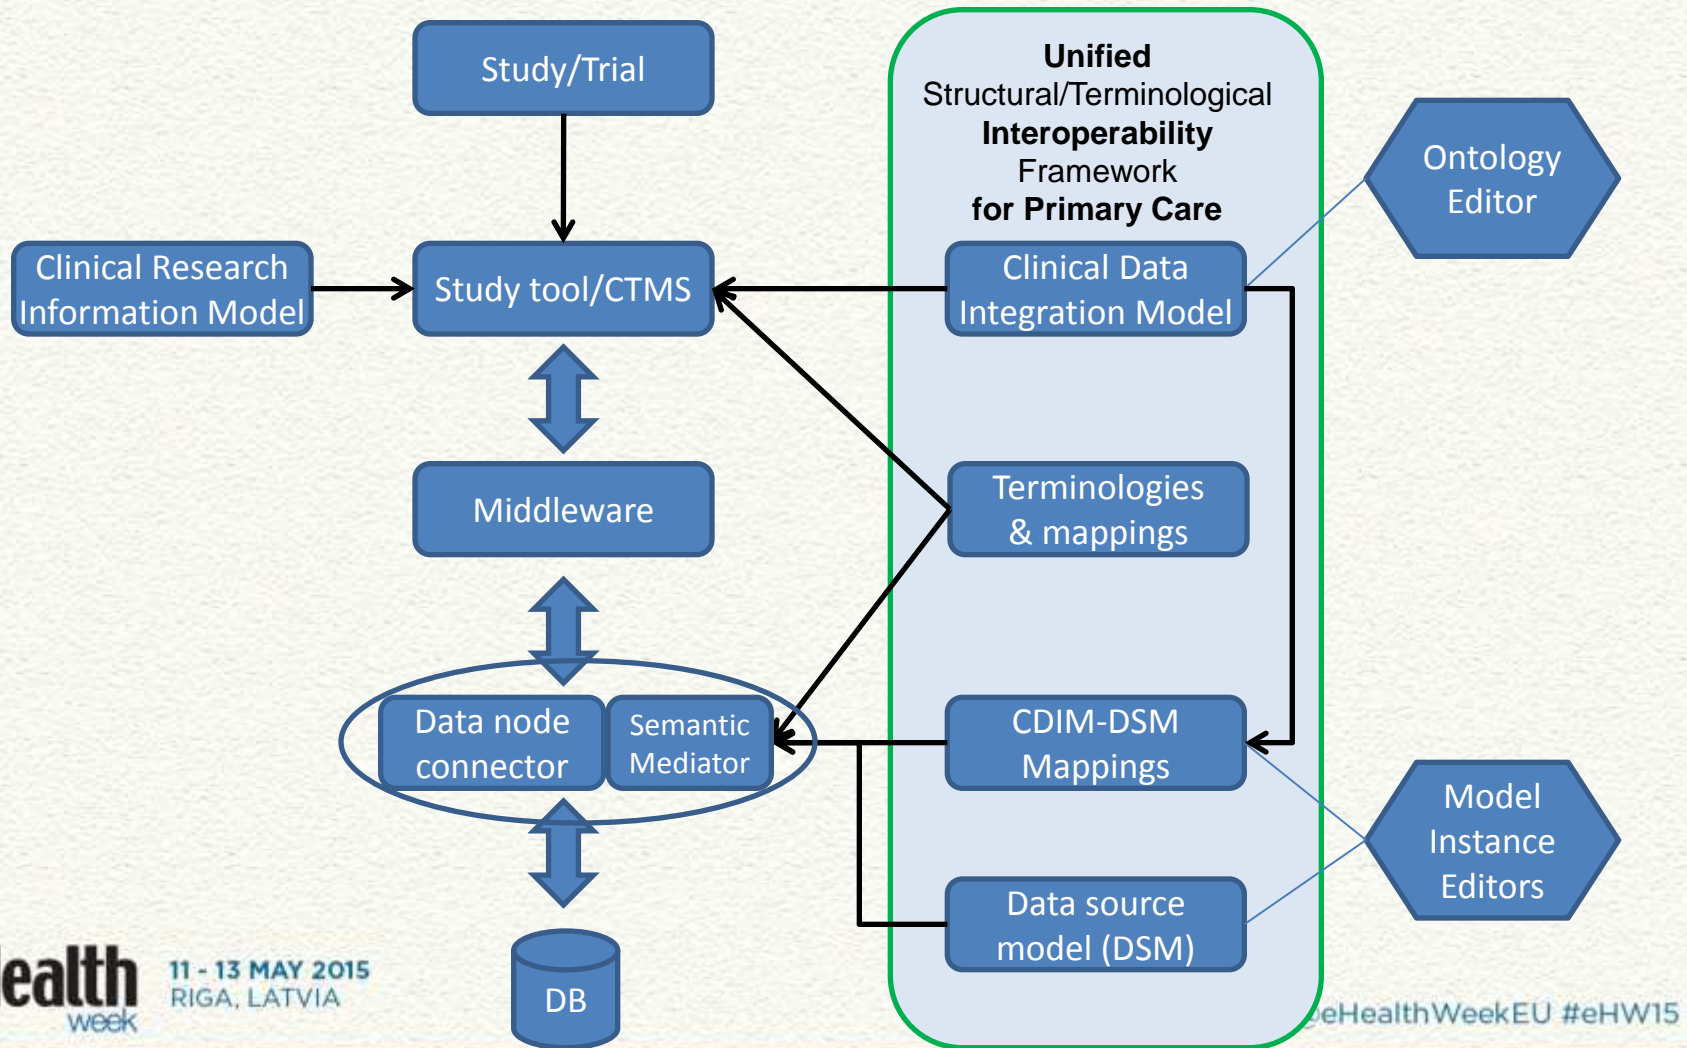 Study/Trial
Unified
Structural/Terminological
Interoperability
Framework
for Primary Care
Ontology
Editor
Clinical Research
Information Model
Study tool/CTMS
Clinical Data
Integration Model
Middleware
Terminologies
& mappings
Data node
connector
Semantic
Mediator
CDIM-DSM
Mappings
Model
Instance
Editors
Data source
model (DSM)
DB
ealth
week
11 - 13 MAY 2015
RIGA, LATVIA
eHealthWeekEU #eHW15